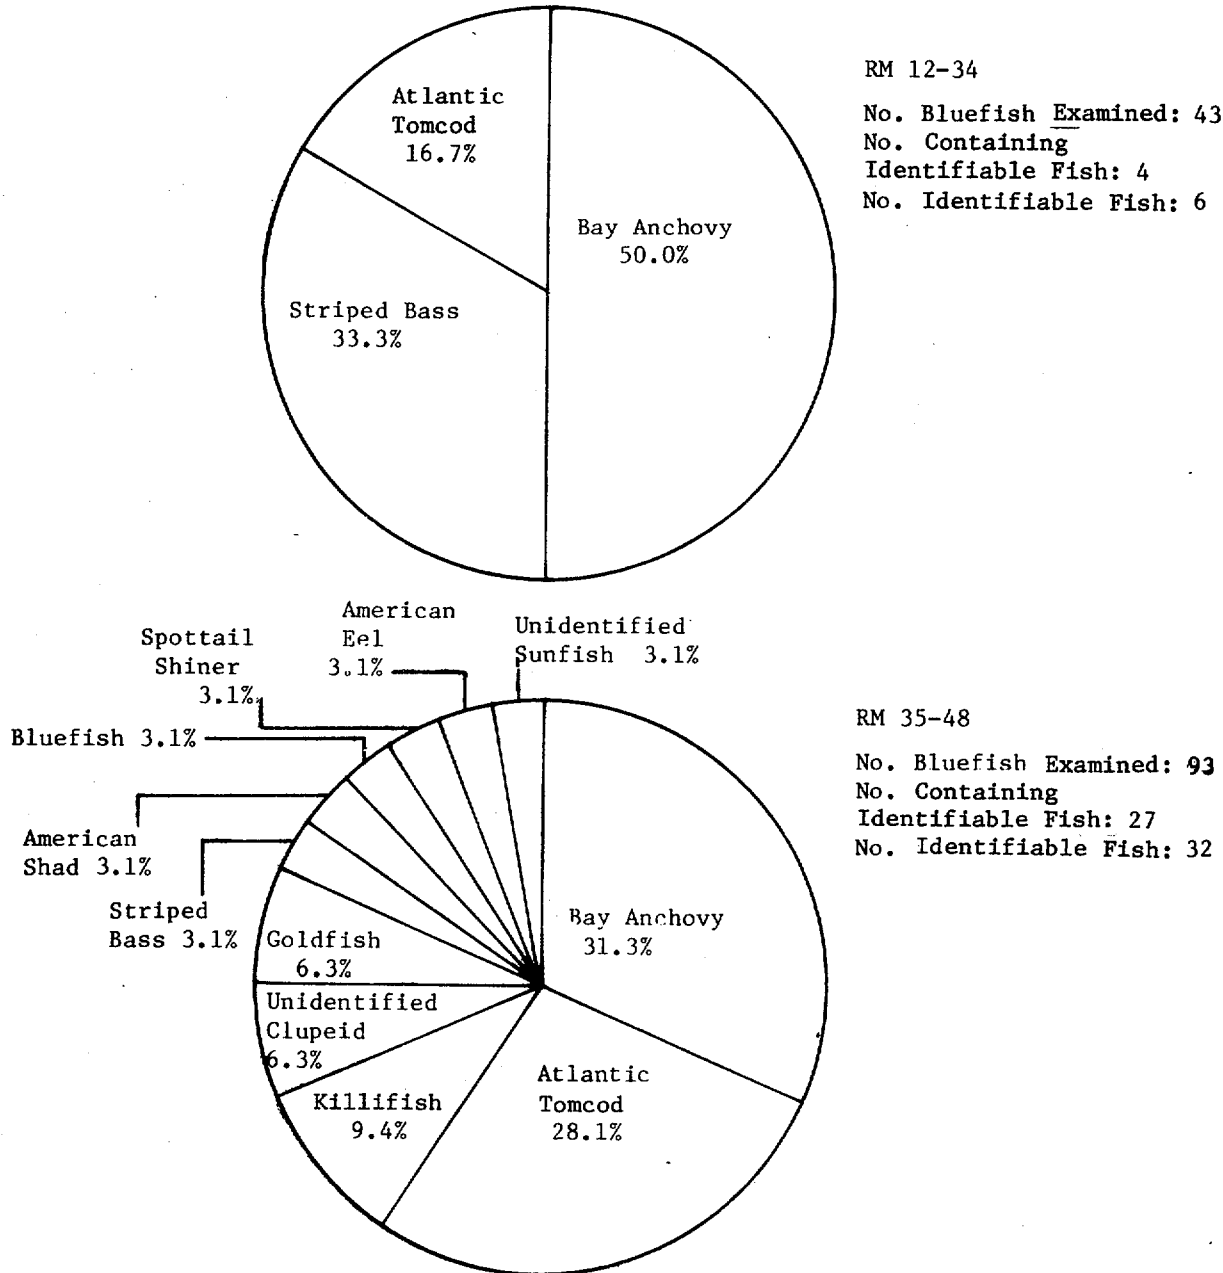 RM 12-34
No. Bluefish Examined: 43
No. Containing
Identifiable Fish: 4
No. Identifiable Fish: 6
Atlantic
Tomcod
16.7%
Bay Anchovy
50.0%
Striped Bass
33.3%
American
Eel
3.1%
Unidentified
Sunfish 3.1%
Spottail
Shiner
3.1%
Bluefish 3.1%
American
Shad 3.1%
Striped
Bass 3.1%
RM 35-48
No. Bluefish Examined: 93
No. Containing
Identifiable Fish: 27
No. Identifiable Fish: 32
Goldfish
6.3%
Bay Anchovy
31.3%
Unidentified
Clupeid
6.3%
Killifish
9.4%
Atlantic
Tomcod
28.1%